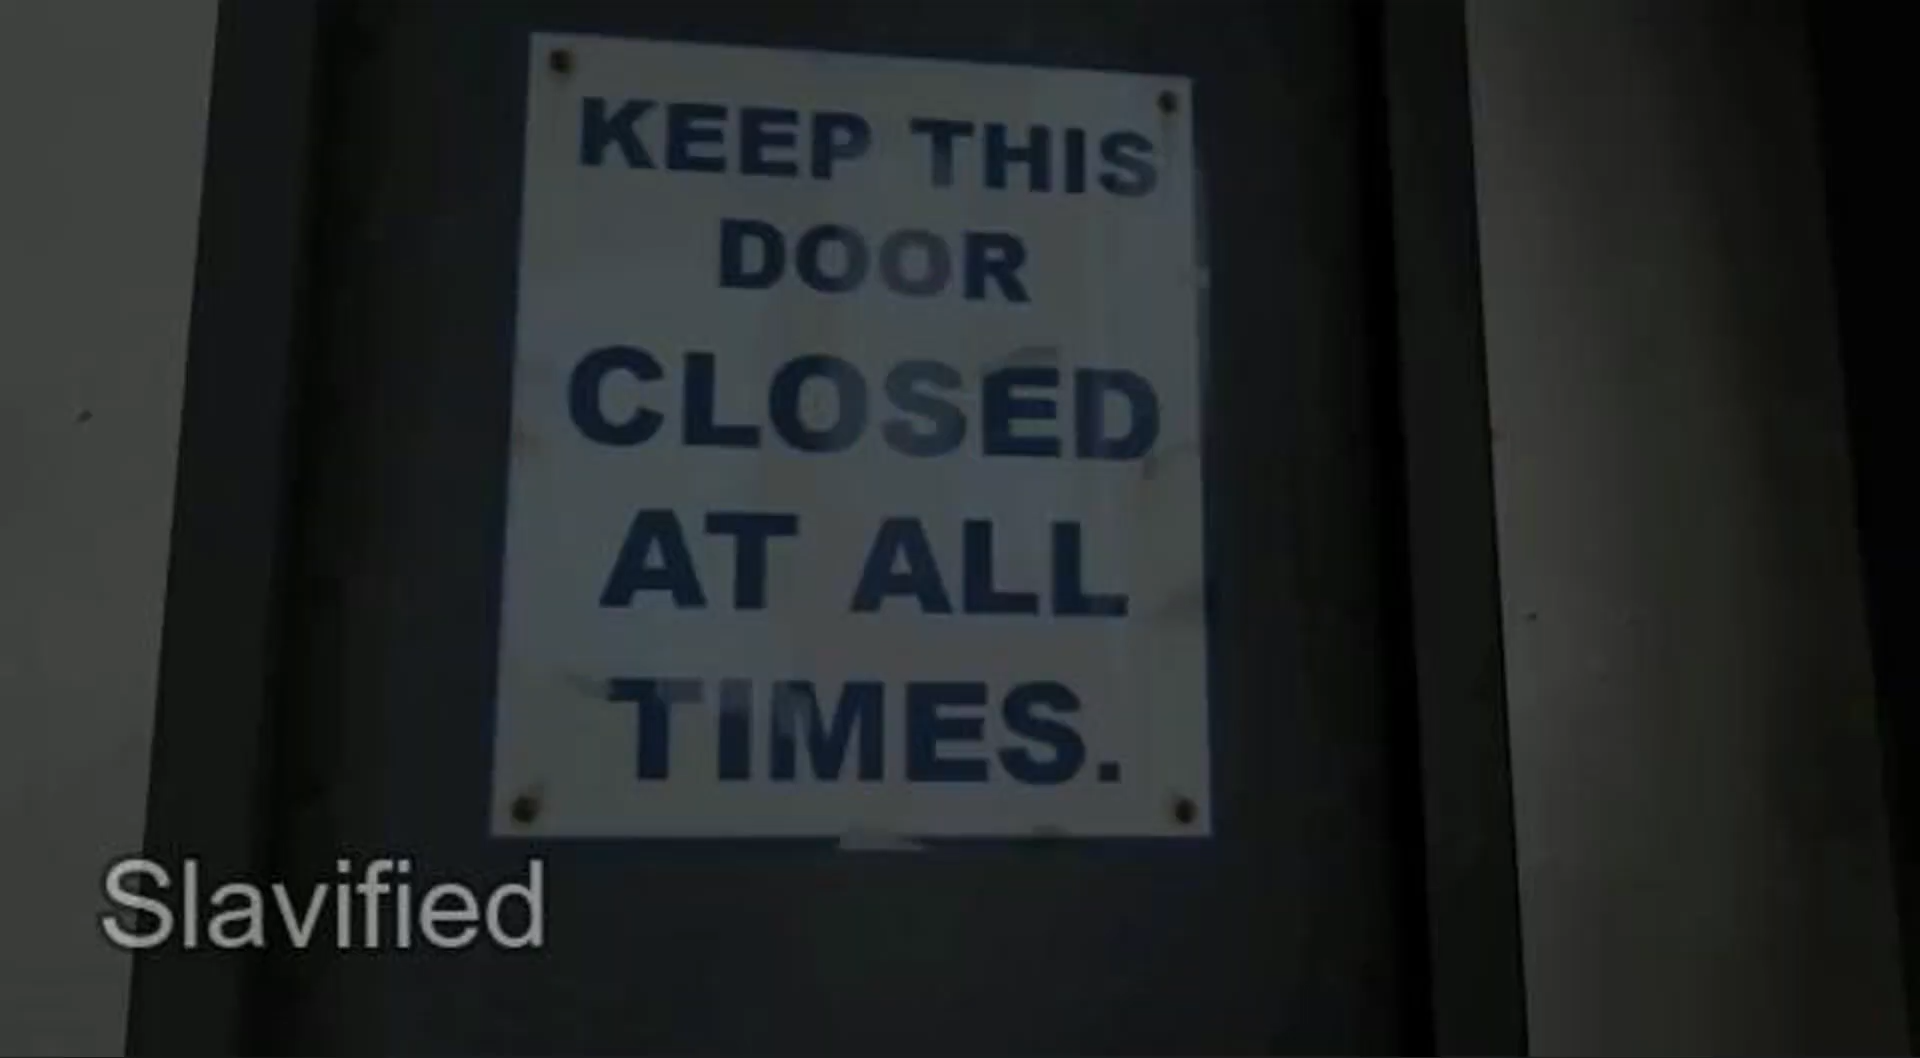 KEEP THIS
DOOR
CLOSED
AT ALL
TIMES.
Slavified